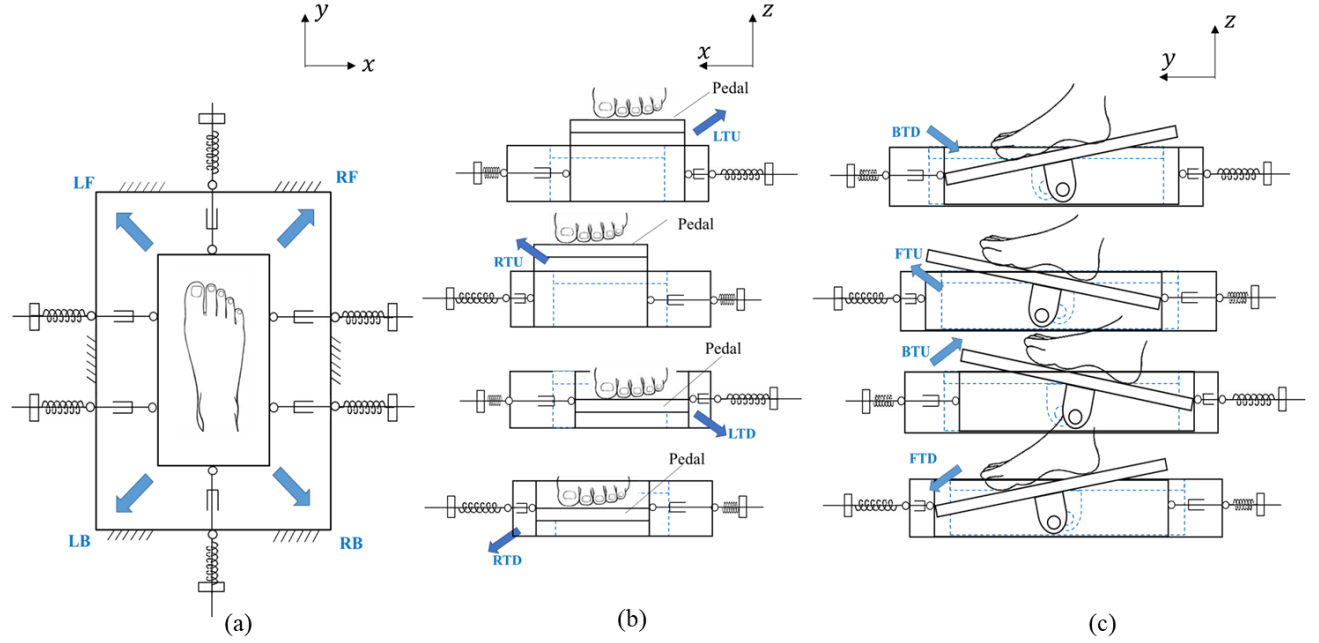 y
x
LF
RF
LB
RB
(a)
z
x
Pedal
LTU
Pedal
RTU
Pedal
LTD
Pedal
RTD
(b)
z
y
BTD
FTU
BTU
FTD
(c)